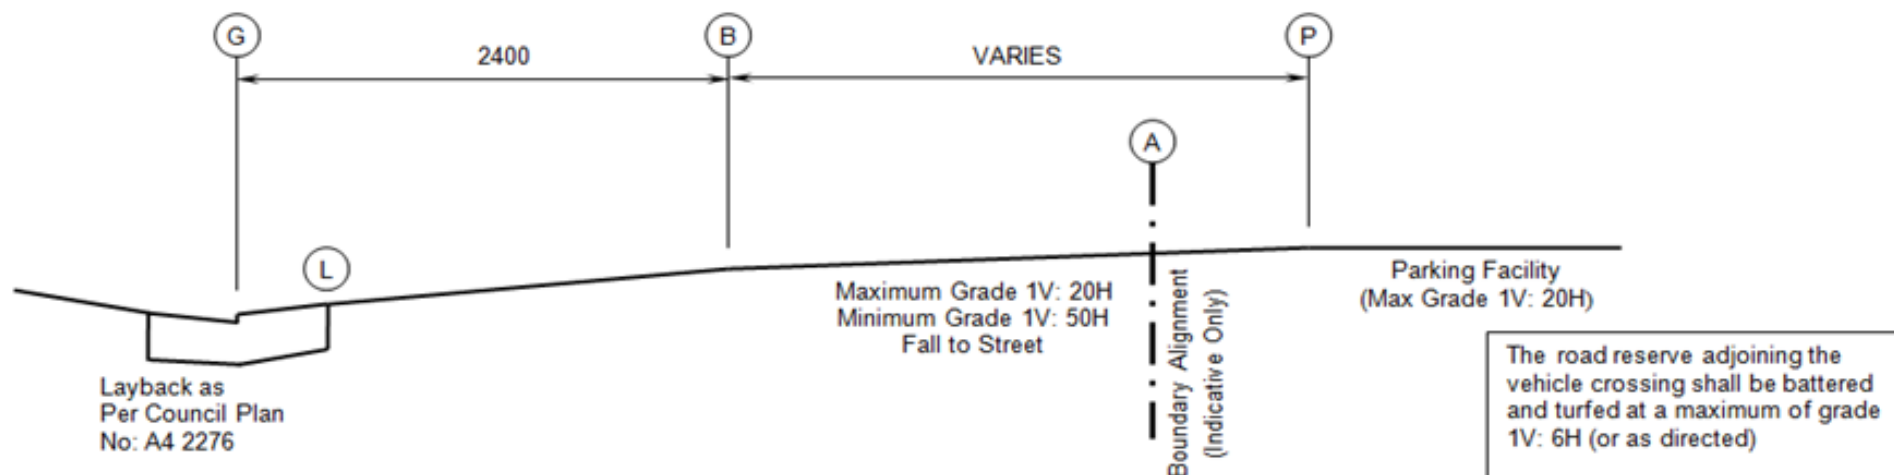 G
B
P
2400
VARIES
A
L
Maximum Grade 1V: 20H
Minimum Grade 1V: 50H
Fall to Street
Boundary Alignment
(Indicative Only)
Parking Facility
(Max Grade 1V: 20H)
Layback as
Per Council Plan
No: A4 2276
The road reserve adjoining the
vehicle crossing shall be battered
and turfed at a maximum of grade
1V: 6H (or as directed)